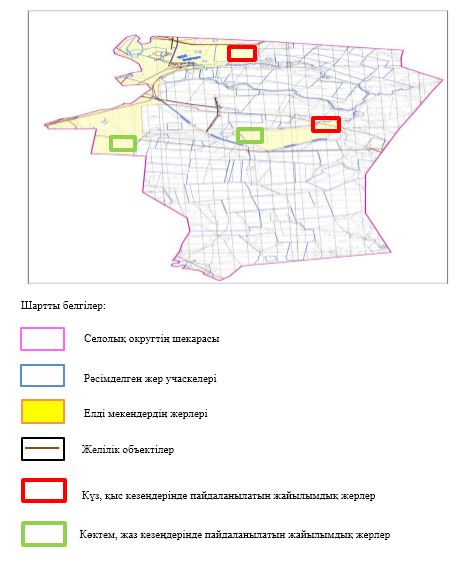 Шартты белгілер:
Селолық округтің шекарасы
Рәсімделген жер учаскелері
Елді мекендердің жерлері
Желілік объектілер
Күз, қыс кезеңдерінде пайдаланылатын жайылымдық жерлер
Көктем, жаз кезеңдерінде пайдаланылатын жайылымдық жерлер